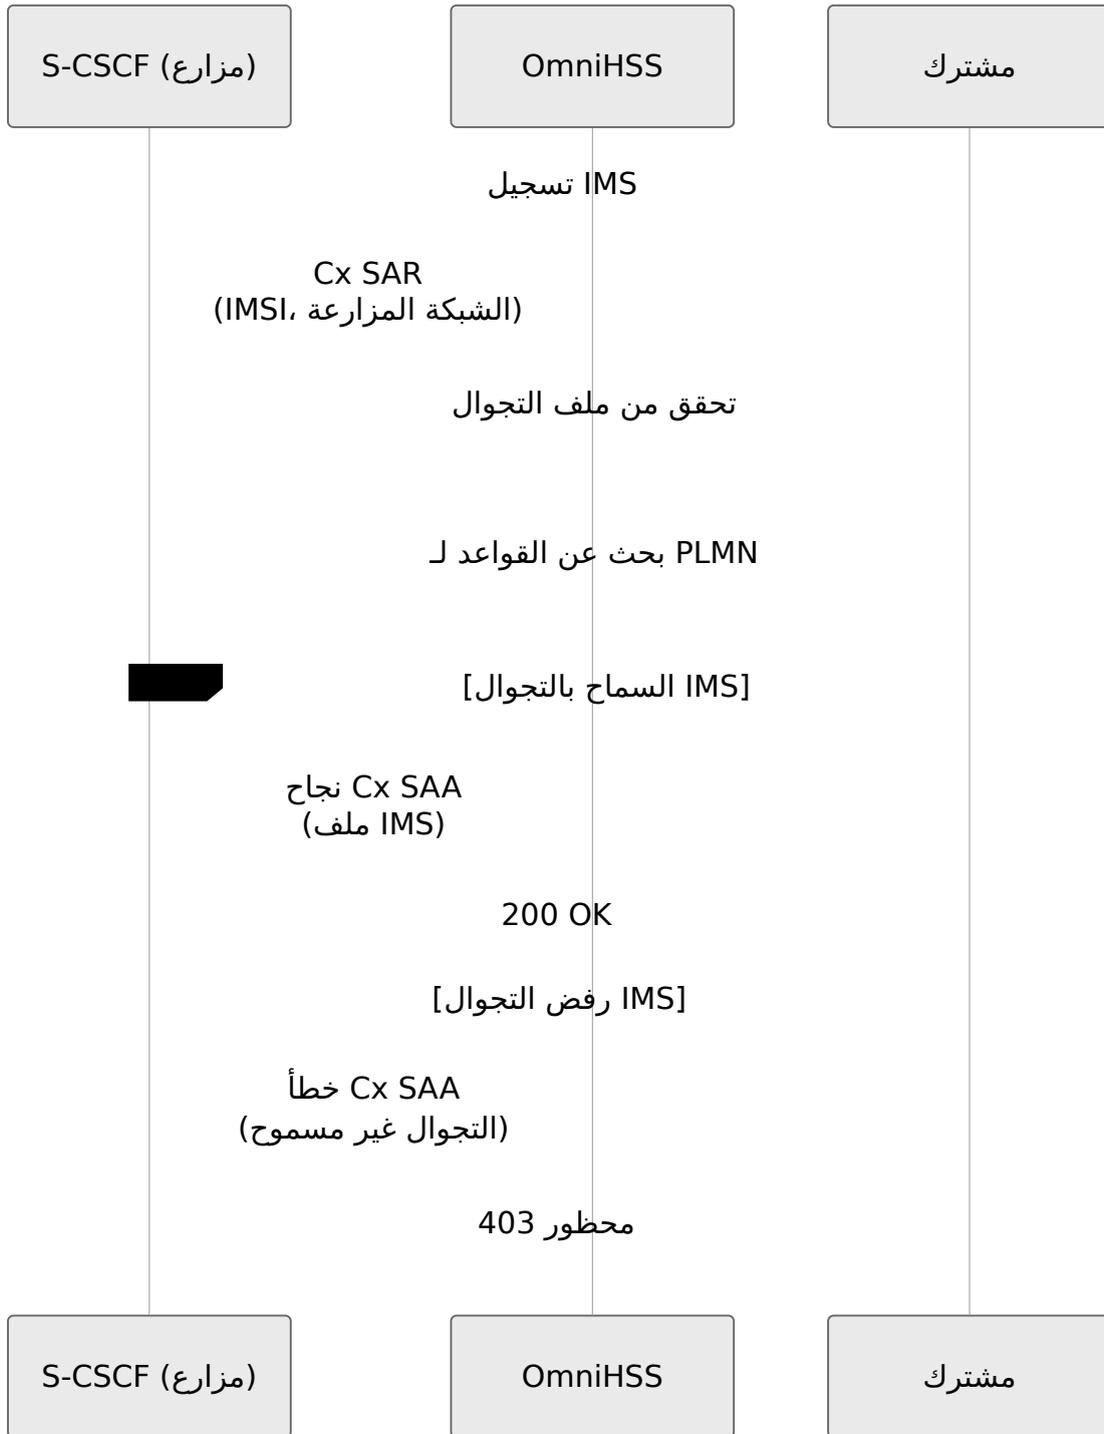 S-CSCF (مزارع)
OmniHSS
مشترك
تسجيل IMS
Cx SAR
(IMSI، الشبكة المزارعة)
تحقق من ملف التجوال
بحث عن القواعد لـ PLMN
[السماح بالتجوال IMS]
نجاح Cx SAA
(ملف IMS)
200 OK
[رفض التجوال IMS]
خطأ Cx SAA
(التجوال غير مسموح)
403 محظور
S-CSCF (مزارع)
OmniHSS
مشترك